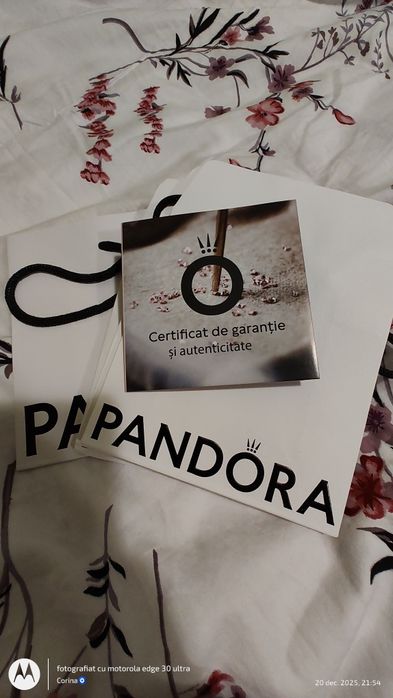 Certificat de garanție
și autenticitate
PA
PANDORA
fotografiat cu motorola edge 30 ultra
Corina
20 dec. 2025, 21:54